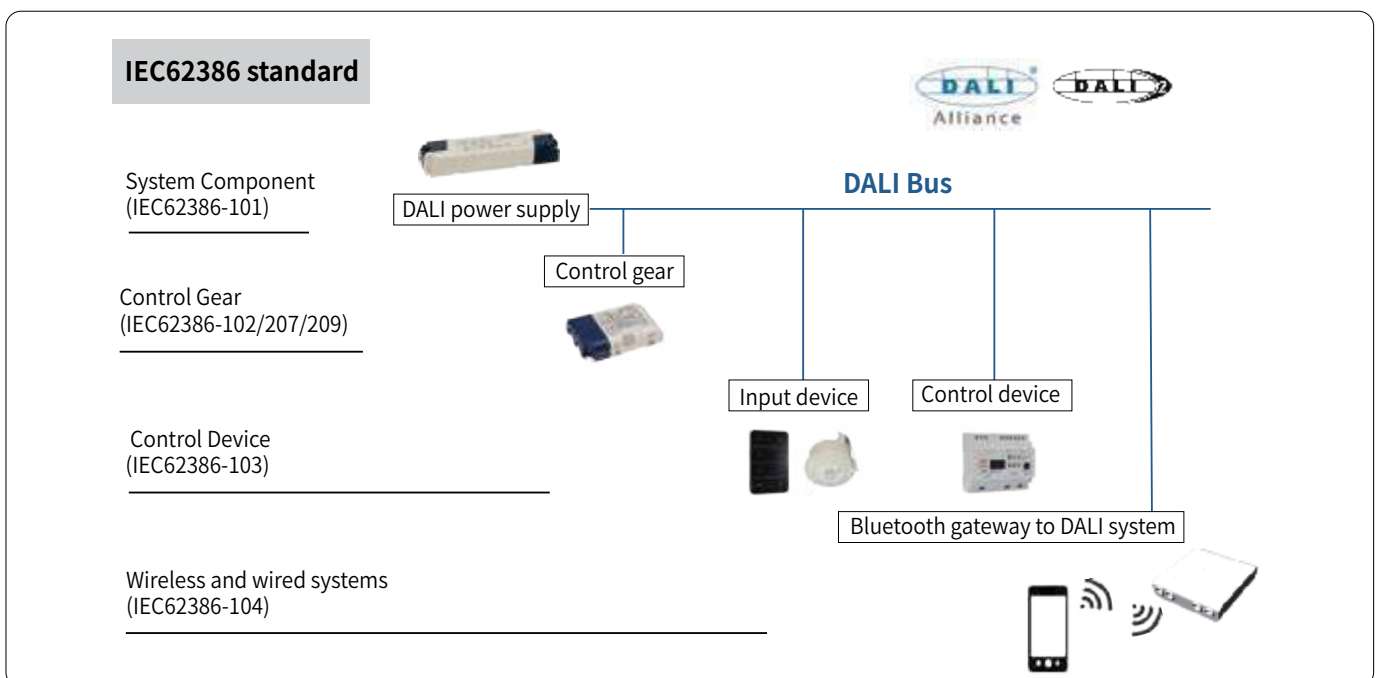 IEC62386 standard
DALI
Alliance
DALI
System Component
(IEC62386-101)
DALI power supply
DALI Bus
Control gear
Control Gear
(IEC62386-102/207/209)
Input device
Control device
Control Device
(IEC62386-103)
Bluetooth gateway to DALI system
Wireless and wired systems
(IEC62386-104)